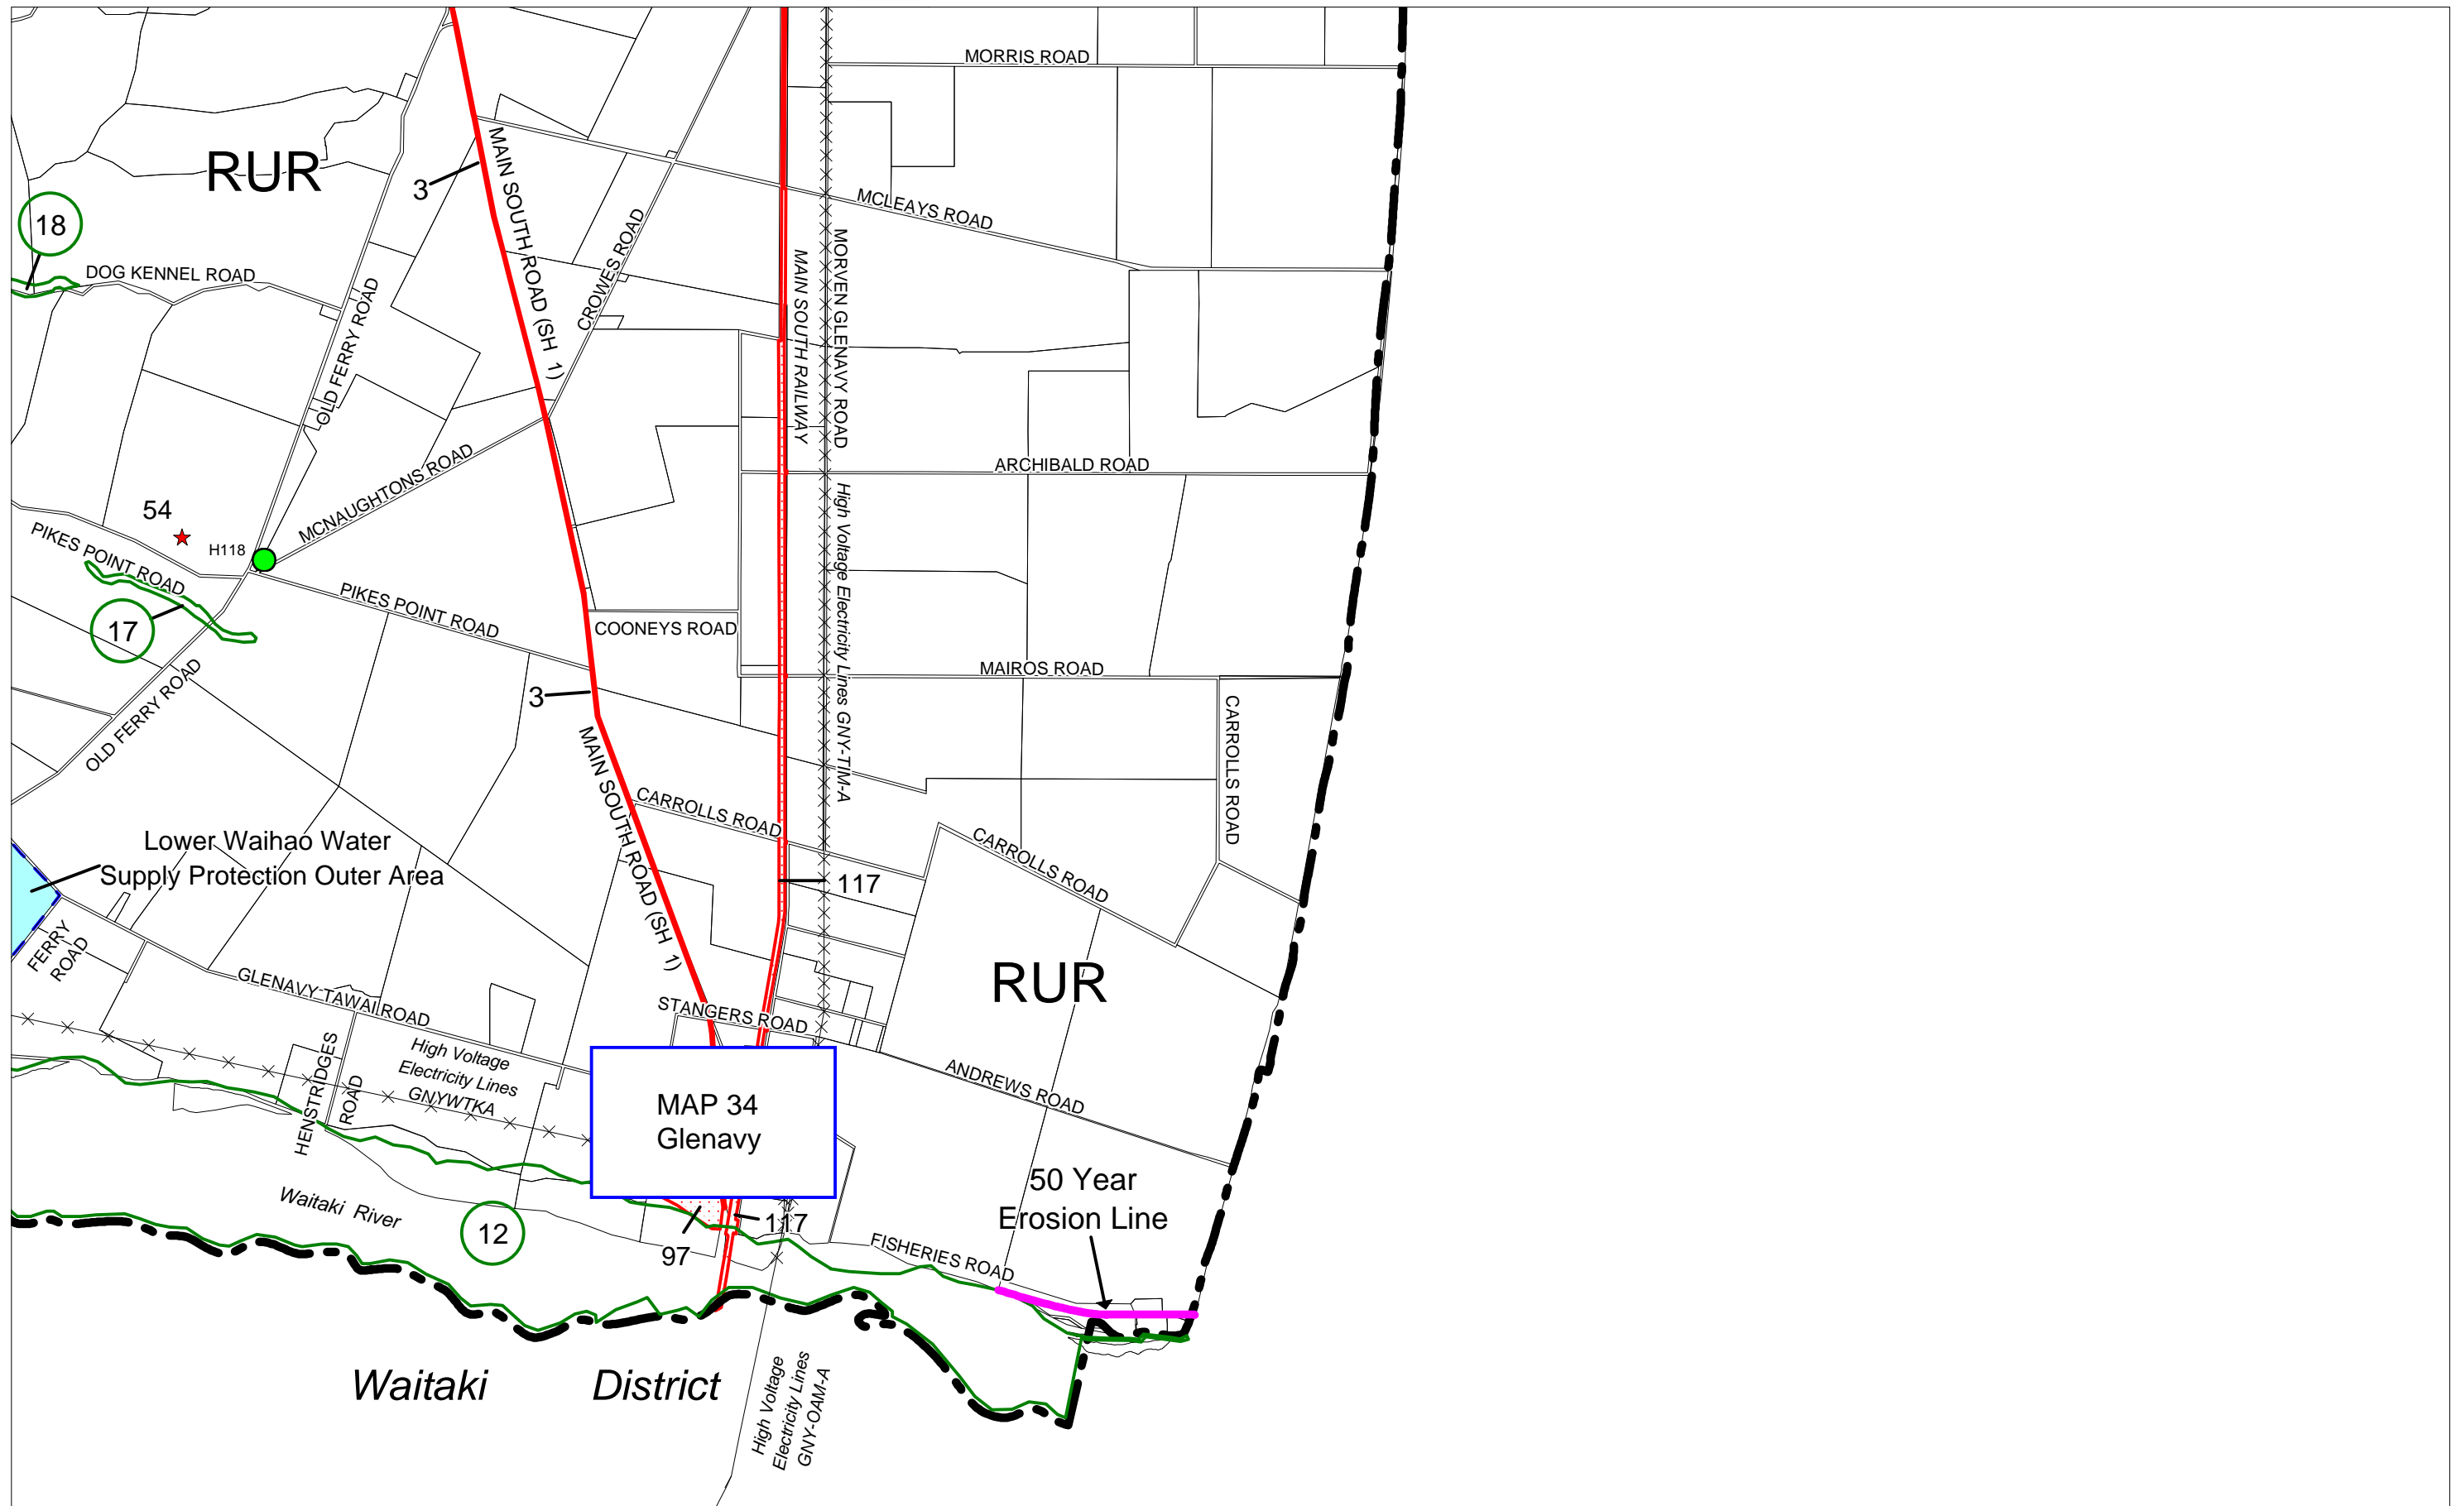 MORRIS ROAD
RUR
3
MAIN SOUTH ROAD (SH 1)
MCLEAYS ROAD
18
DOG KENNEL ROAD
OLD FERRY ROAD
CROWES ROAD
MAIN SOUTH RAILWAY
MORVEN GLENAVY ROAD
MCNAUGHTONS ROAD
ARCHIBALD ROAD
54
H118
PIKES POINT ROAD
17
PIKES POINT ROAD
COONEYS ROAD
High Voltage Electricity Lines GNY-TIM-A
MAIROS ROAD
OLD FERRY ROAD
3
MAIN SOUTH ROAD (SH 1)
CARROLLS ROAD
CARROLLS ROAD
CARROLLS ROAD
Lower Waihao Water
Supply Protection Outer Area
117
FERRY
ROAD
GLENAVY TAWAI ROAD
STANGERS ROAD
RUR
High Voltage
Electricity Lines
GNYWTKA
HENSTRIDGES
ROAD
MAP 34
Glenavy
ANDREWS ROAD
50 Year
Erosion Line
Waitaki River
12
97
117
FISHERIES ROAD
Waitaki District
High Voltage
Electricity Lines
GNY-OAM-A